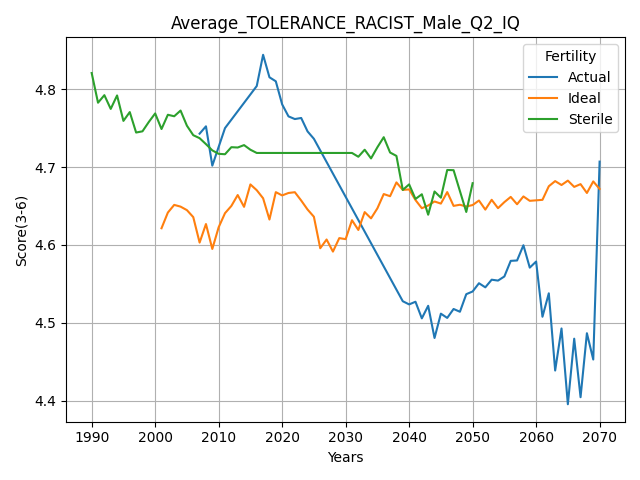 Average_TOLERANCE_RACIST_Male_Q2_IQ
Fertility
Actual
Ideal
Sterile
Score(3-6)
4.8
4.7
4.6
4.5
4.4
1990 2000 2010 2020 2030 2040 2050 2060 2070
Years